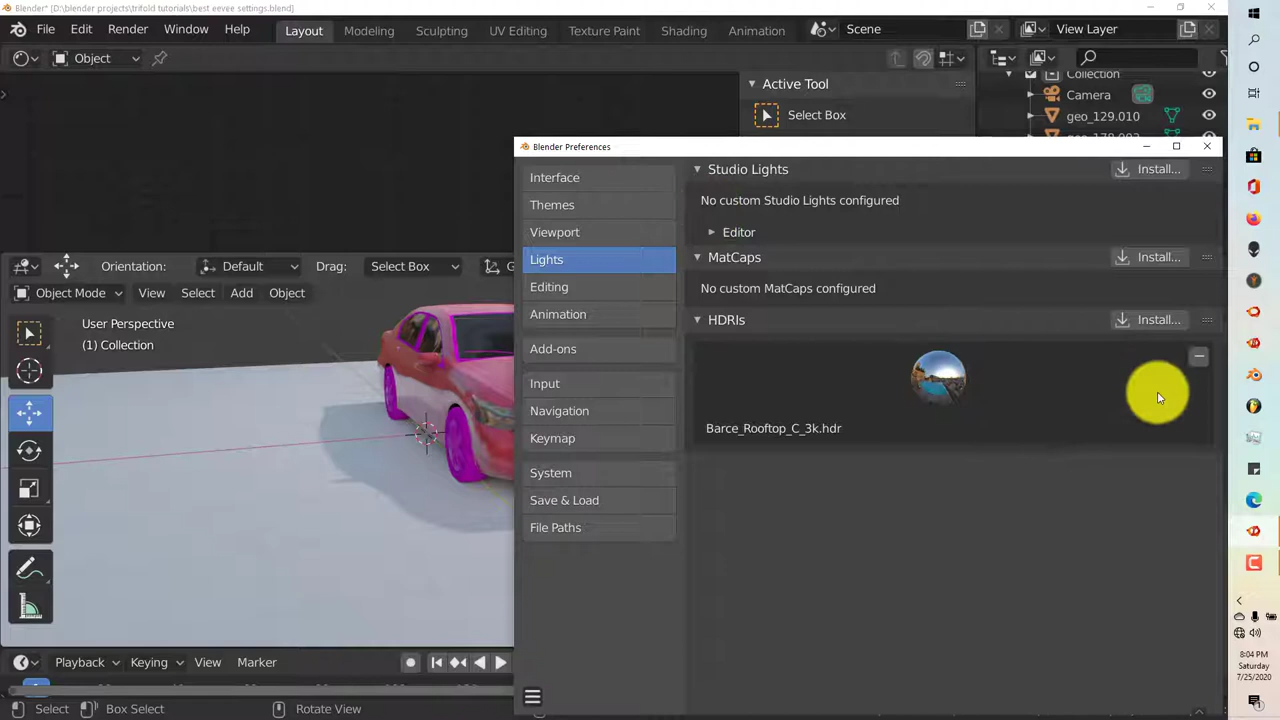 Blender* [D:\blender projects\trifold tutorials\best eevee settings.blend]
File Edit Render Window Help Layout Modeling Sculpting UV Editing Texture Paint Shading Animation Scene View Layer
Object
Collection
Active Tool
Camera
Select Box
geo_129.010
Blender Preferences
Interface
Themes
Viewport
Lights
Editing
Animation
Add-ons
Input
Navigation
Keymap
System
Save & Load
File Paths
Studio Lights Install...
No custom Studio Lights configured
Editor
MatCaps Install...
No custom MatCaps configured
HDRIs Install...
Barce_Rooftop_C_3k.hdr
Orientation: Default Drag: Select Box
Object Mode View Select Add Object
User Perspective
(1) Collection
Playback Keying View Marker
Select Box Select Rotate View
8:04 PM
Saturday
7/25/2020